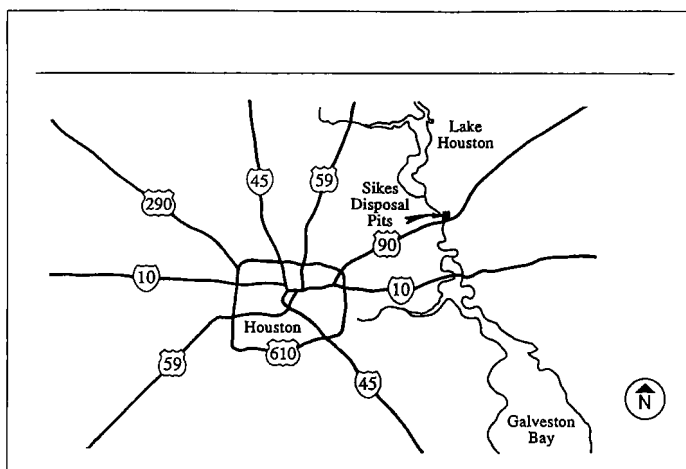 Lake
Houston
45
59
Sikes
Disposal
Pits
290
90
10
10
Houston
610
59
45
N
Galveston
Bay